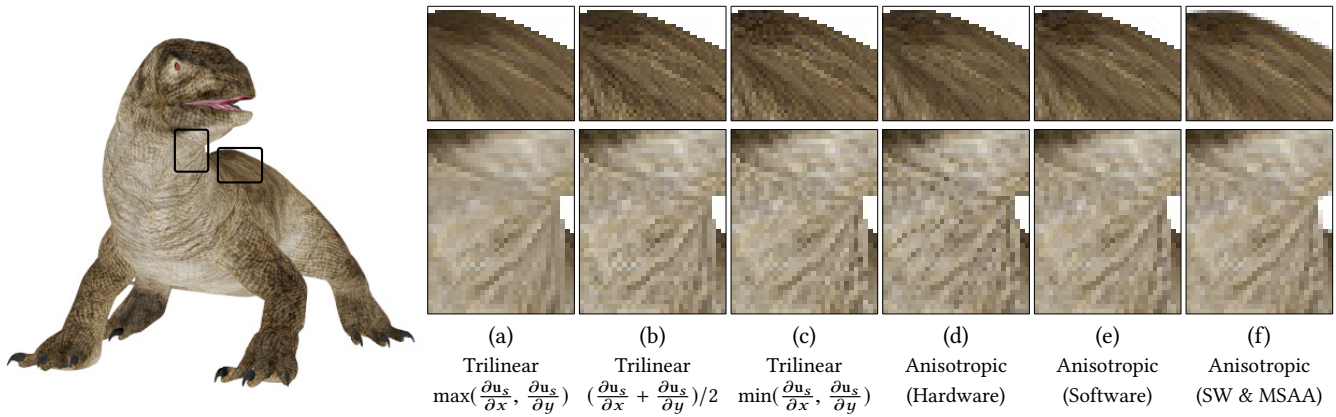 (a) (b) (c) (d) (e) (f)
Trilinear Trilinear Trilinear Anisotropic Anisotropic Anisotropic
max(∂u_s/∂x, ∂u_s/∂y) (∂u_s/∂x + ∂u_s/∂y)/2 min(∂u_s/∂x, ∂u_s/∂y) (Hardware) (Software) (SW & MSAA)